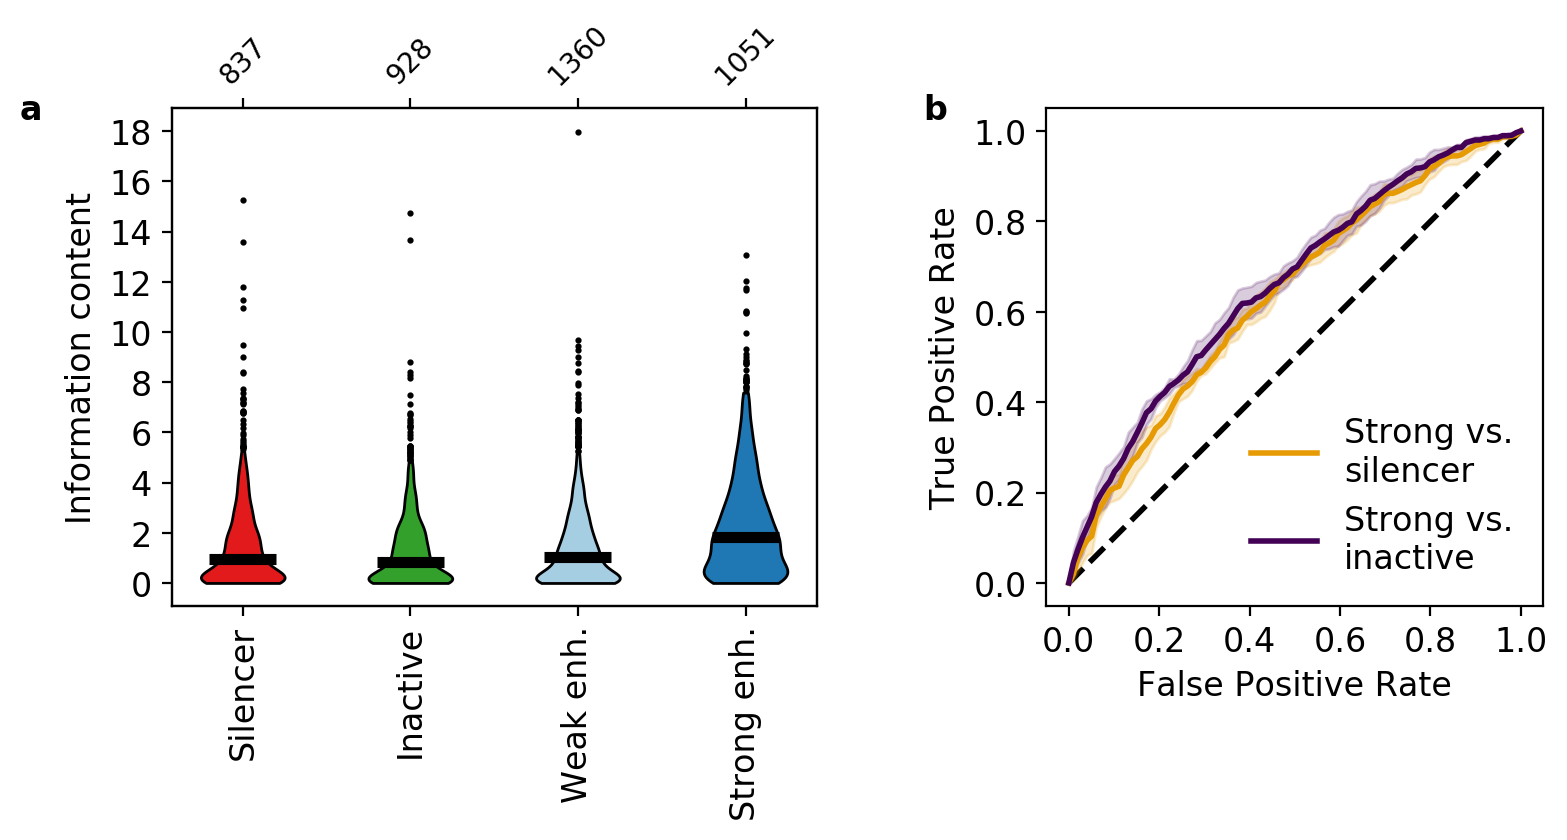 a
837
928
1360
1051
Information content
18
16
14
12
10
8
6
4
2
0
Silencer
Inactive
Weak enh.
Strong enh.
b
True Positive Rate
1.0
0.8
0.6
0.4
0.2
0.0
Strong vs.
silencer
Strong vs.
inactive
0.0 0.2 0.4 0.6 0.8 1.0
False Positive Rate